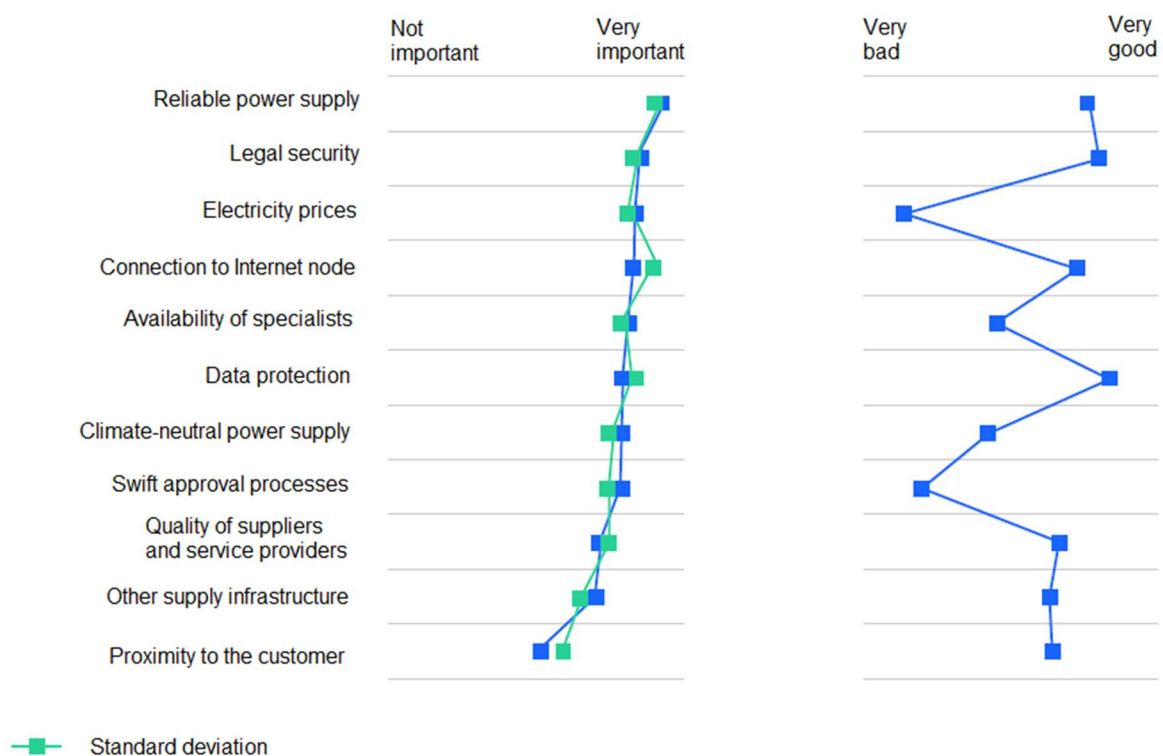 Not
important
Very
important
Very
bad
Very
good
Reliable power supply
Legal security
Electricity prices
Connection to Internet node
Availability of specialists
Data protection
Climate-neutral power supply
Swift approval processes
Quality of suppliers
and service providers
Other supply infrastructure
Proximity to the customer
Standard deviation